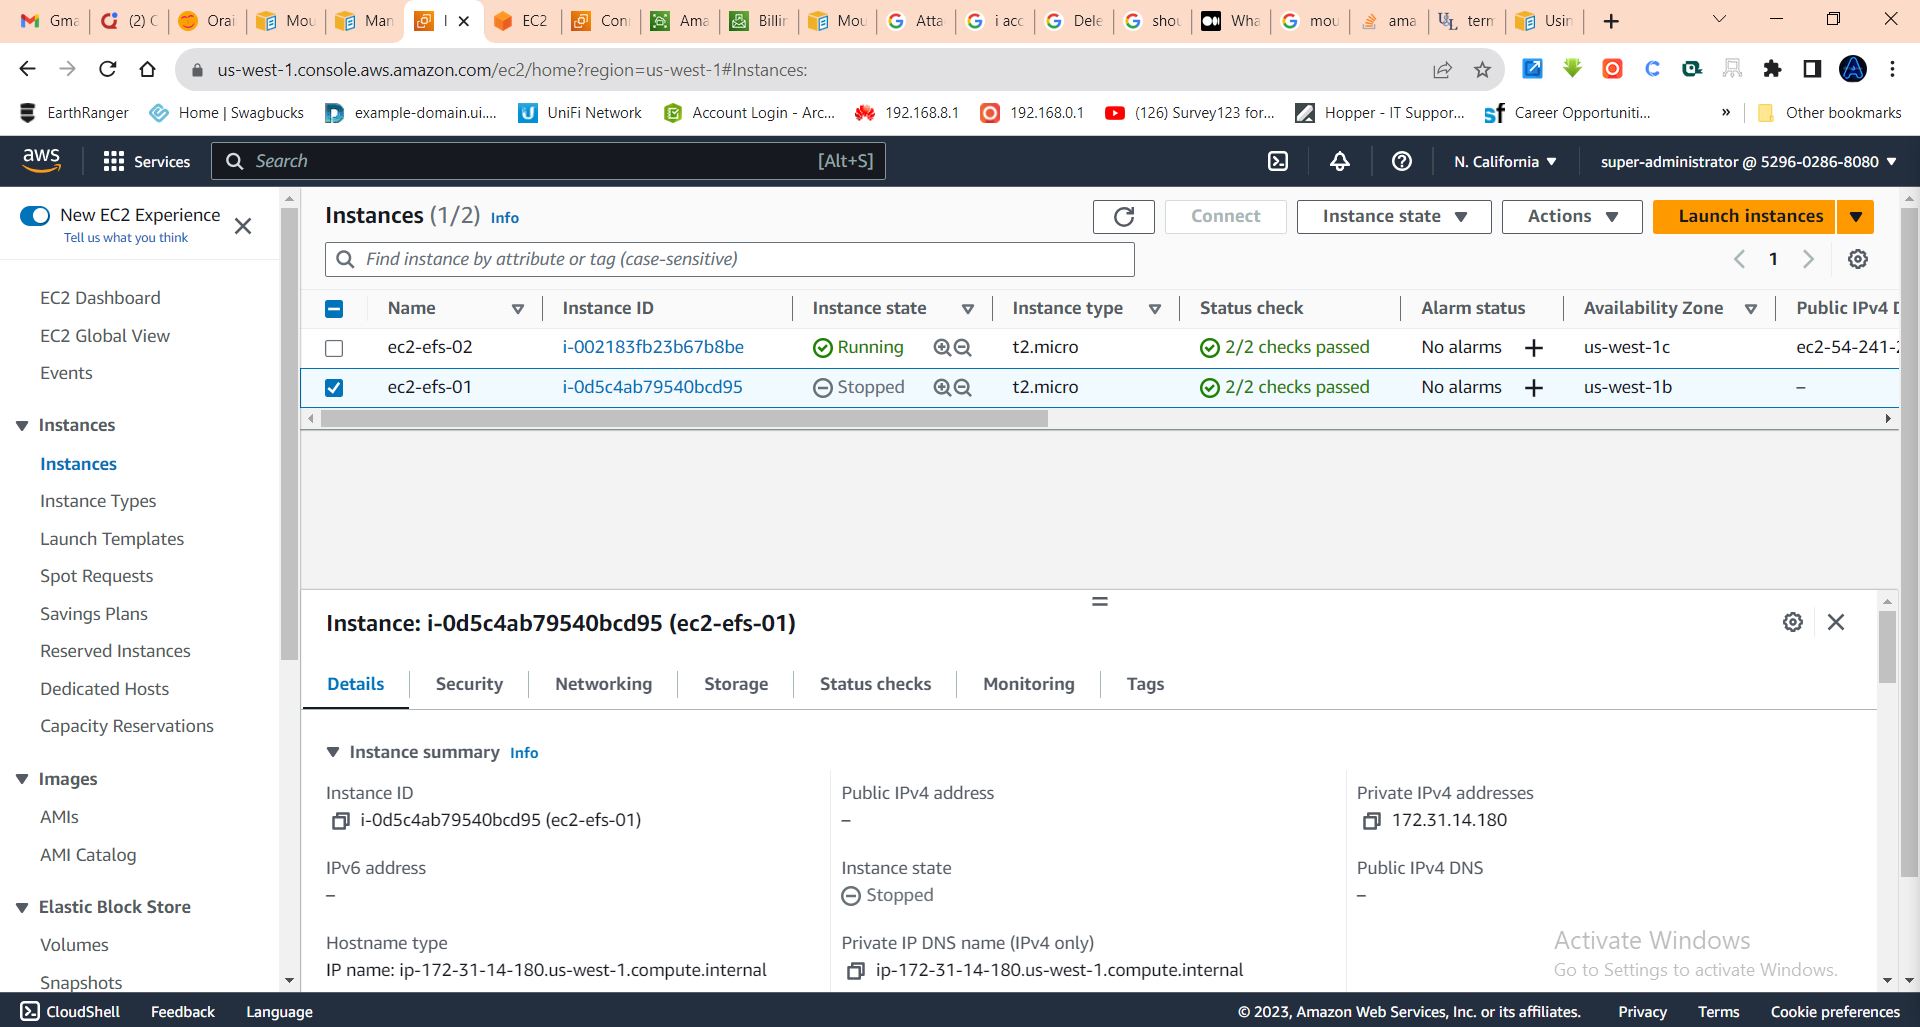 Gma
(2) C
Orai
Mou
Man
I
EC2
Con
Ama
Billin
Mou
Atta
i acc
Dele
shou
Wha
mou
ama
term
Usin
us-west-1.console.aws.amazon.com/ec2/home?region=us-west-1#Instances:
EarthRanger
Home | Swagbucks
example-domain.ui....
UniFi Network
Account Login - Arc...
192.168.8.1
192.168.0.1
(126) Survey123 for...
Hopper - IT Suppor...
Career Opportuniti...
»
Other bookmarks
aws
Services
Search [Alt+S]
N. California
super-administrator @ 5296-0286-8080
New EC2 Experience
Tell us what you think
EC2 Dashboard
EC2 Global View
Events
Instances
Instances
Instance Types
Launch Templates
Spot Requests
Savings Plans
Reserved Instances
Dedicated Hosts
Capacity Reservations
Images
AMIs
AMI Catalog
Elastic Block Store
Volumes
Snapshots
Instances (1/2) Info
Connect
Instance state
Actions
Launch instances
Find instance by attribute or tag (case-sensitive)
1
Name Instance ID Instance state Instance type Status check Alarm status Availability Zone Public IPv4 D
ec2-efs-02 i-002183fb23b67b8be Running t2.micro 2/2 checks passed No alarms + us-west-1c ec2-54-241-2
ec2-efs-01 i-0d5c4ab79540bcd95 Stopped t2.micro 2/2 checks passed No alarms + us-west-1b –
Instance: i-0d5c4ab79540bcd95 (ec2-efs-01)
Details Security Networking Storage Status checks Monitoring Tags
Instance summary Info
Instance ID
i-0d5c4ab79540bcd95 (ec2-efs-01)
Public IPv4 address
–
Private IPv4 addresses
172.31.14.180
IPv6 address
–
Instance state
Stopped
Public IPv4 DNS
–
Hostname type
IP name: ip-172-31-14-180.us-west-1.compute.internal
Private IP DNS name (IPv4 only)
ip-172-31-14-180.us-west-1.compute.internal
Activate Windows
Go to Settings to activate Windows.
CloudShell
Feedback
Language
© 2023, Amazon Web Services, Inc. or its affiliates.
Privacy
Terms
Cookie preferences